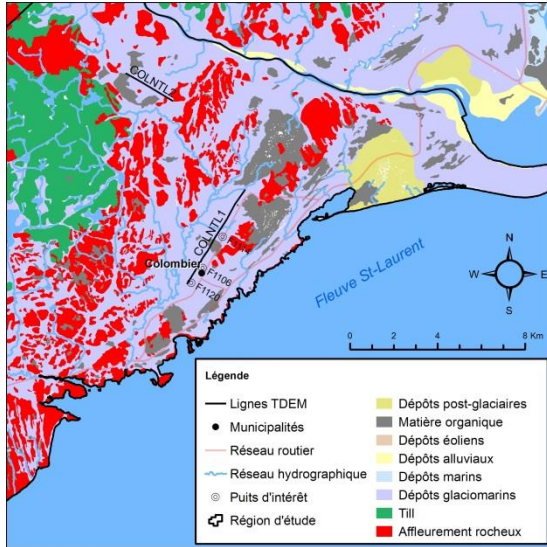 COLNTL2
COLNTL1
Colombier
F1106
F1120
Fleuve St-Laurent
N
W
E
S
0 2 4 8 Km
Légende
Lignes TDEM
Municipalités
Réseau routier
Réseau hydrographique
Puits d'intérêt
Région d'étude
Dépôts post-glaciaires
Matière organique
Dépôts éoliens
Dépôts alluviaux
Dépôts marins
Dépôts glaciomarins
Till
Affleurement rocheux